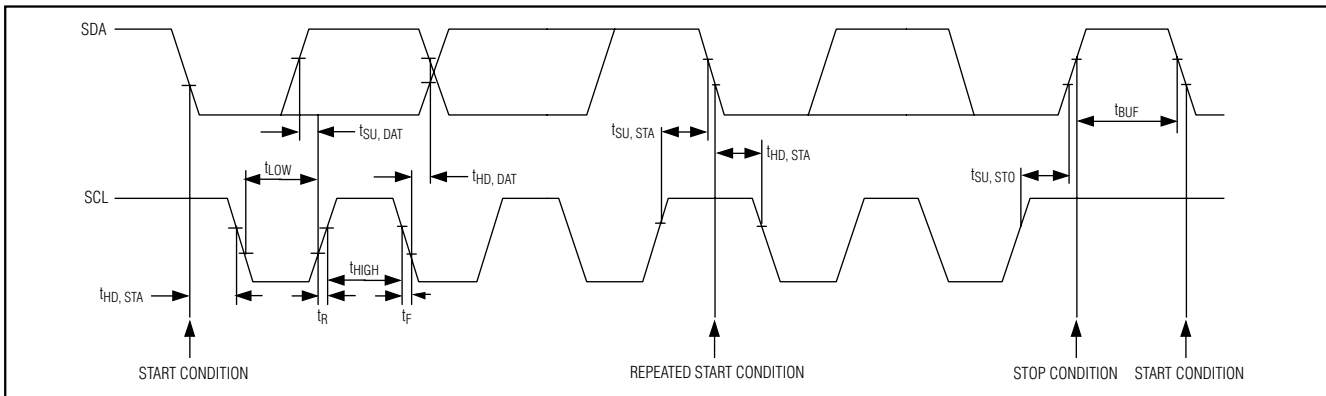 SDA
tSU, DAT
tSU, STA
tBUF
tLOW
tHD, STA
tHD, DAT
tSU, STO
SCL
tHIGH
tHD, STA
tR
tF
START CONDITION
REPEATED START CONDITION
STOP CONDITION
START CONDITION